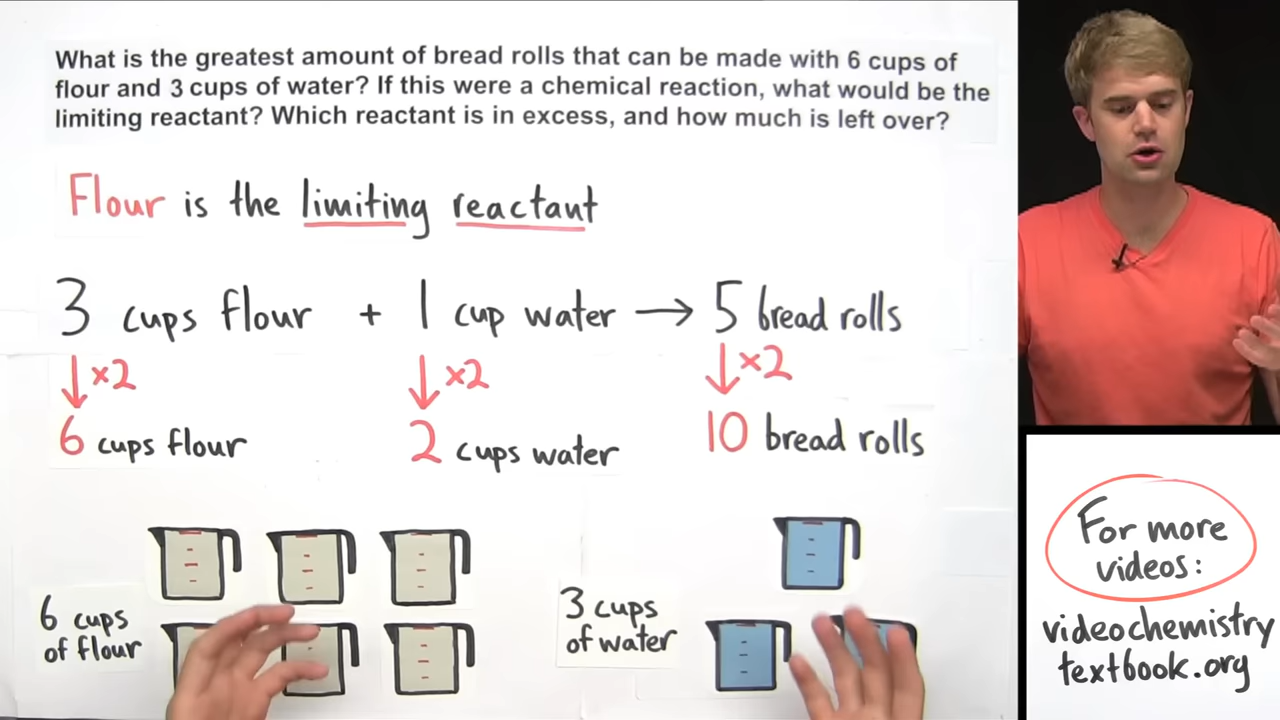 What is the greatest amount of bread rolls that can be made with 6 cups of
flour and 3 cups of water? If this were a chemical reaction, what would be the
limiting reactant? Which reactant is in excess, and how much is left over?
Flour is the limiting reactant
3 cups flour + 1 cup water → 5 bread rolls
↓×2 ↓×2 ↓×2
6 cups flour 2 cups water 10 bread rolls
6 cups
of flour
3 cups
of water
For more
videos:
videochemistry
textbook.org